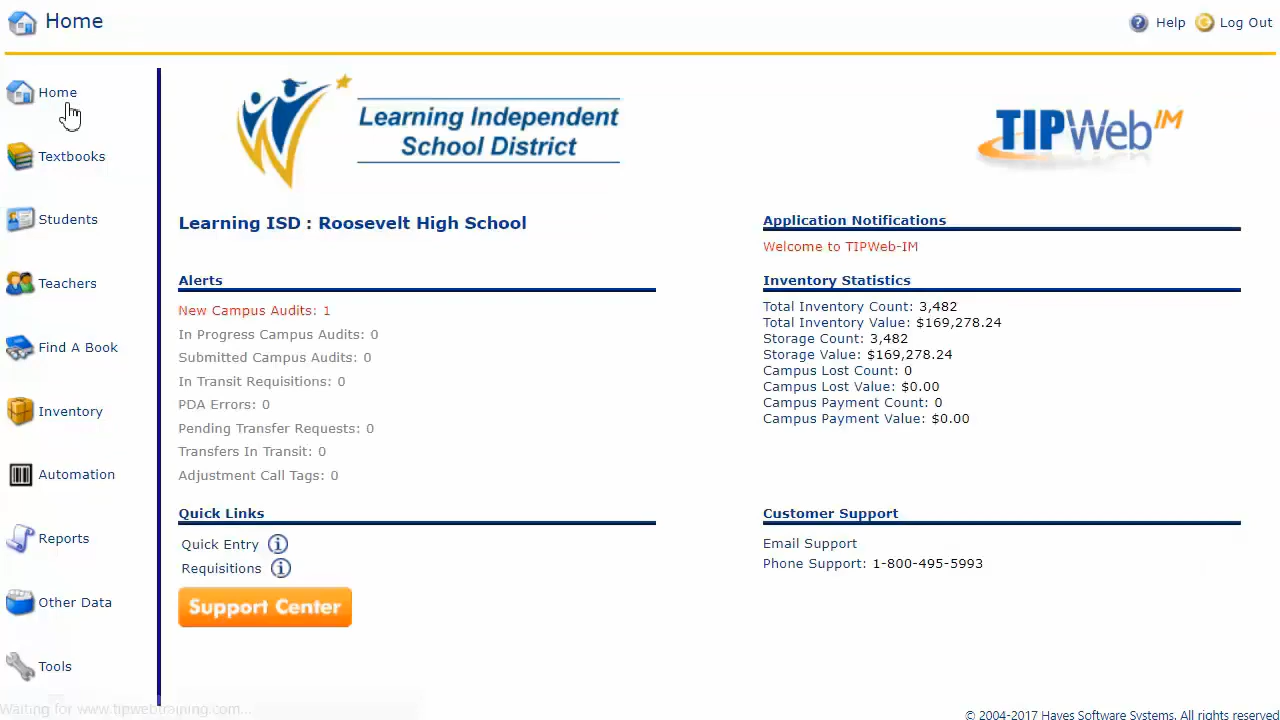 Home
Help
Log Out
Home
Textbooks
Students
Teachers
Find A Book
Inventory
Automation
Reports
Other Data
Tools
Learning Independent
School District
TIPWeb IM
Learning ISD : Roosevelt High School
Alerts
New Campus Audits: 1
In Progress Campus Audits: 0
Submitted Campus Audits: 0
In Transit Requisitions: 0
PDA Errors: 0
Pending Transfer Requests: 0
Transfers In Transit: 0
Adjustment Call Tags: 0
Quick Links
Quick Entry
Requisitions
Support Center
Application Notifications
Welcome to TIPWeb-IM
Inventory Statistics
Total Inventory Count: 3,482
Total Inventory Value: $169,278.24
Storage Count: 3,482
Storage Value: $169,278.24
Campus Lost Count: 0
Campus Lost Value: $0.00
Campus Payment Count: 0
Campus Payment Value: $0.00
Customer Support
Email Support
Phone Support: 1-800-495-5993
Waiting for www.tipwebtraining.com...
© 2004-2017 Hayes Software Systems. All rights reserved